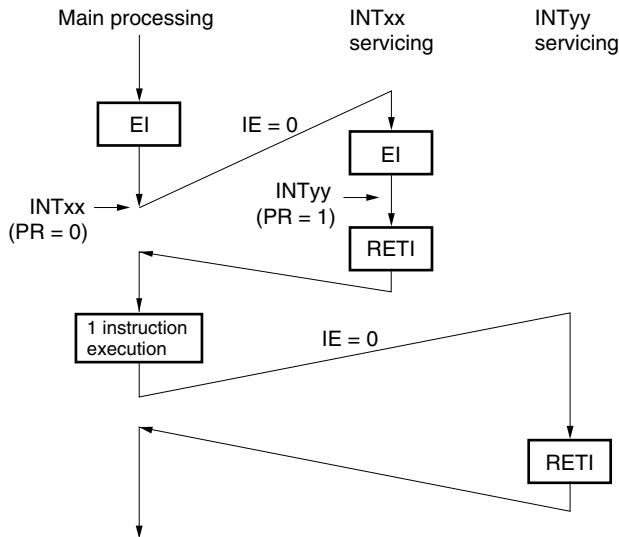 Main processing
INTxx
servicing
INTyy
servicing
EI
IE = 0
EI
INTxx
(PR = 0)
INTyy
(PR = 1)
RETI
1 instruction
execution
IE = 0
RETI